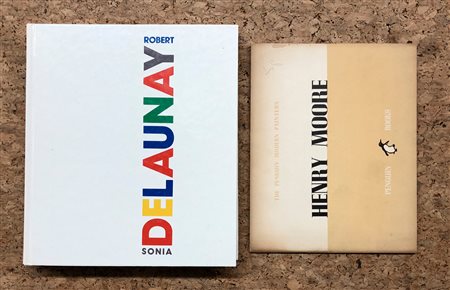 ROBERT
DELAUNAY
SONIA
THE PENGUIN MODERN PAINTERS
HENRY MOORE
PENGUIN BOOKS